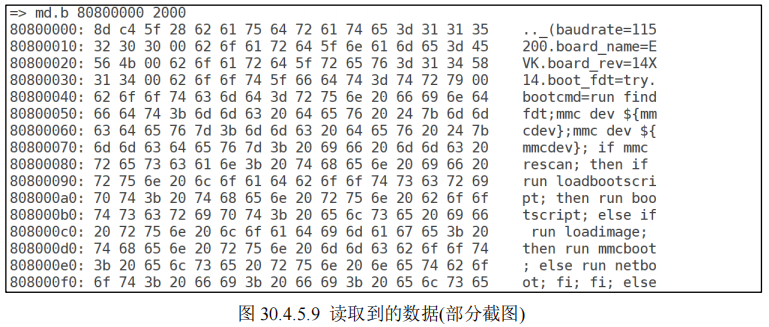 => md.b 80800000 2000
80800000: 8d c4 5f 28 62 61 75 64 72 61 74 65 3d 31 31 35    .._(baudrate=115
80800010: 32 30 30 00 62 6f 61 72 64 5f 6e 61 6d 65 3d 45    200.board_name=E
80800020: 56 4b 00 62 6f 61 72 64 5f 72 65 76 3d 31 34 58    VK.board_rev=14X
80800030: 31 34 00 62 6f 6f 74 5f 66 64 74 3d 74 72 79 00    14.boot_fdt=try.
80800040: 62 6f 6f 74 63 6d 64 3d 72 75 6e 20 66 69 6e 64    bootcmd=run find
80800050: 66 64 74 3b 6d 6d 63 20 64 65 76 20 24 7b 6d 6d    fdt;mmc dev ${mm
80800060: 63 64 65 76 7d 3b 6d 6d 63 20 64 65 76 20 24 7b    cdev};mmc dev ${
80800070: 6d 6d 63 64 65 76 7d 3b 20 69 66 20 6d 6d 63 20    mmcdev}; if mmc
80800080: 72 65 73 63 61 6e 3b 20 74 68 65 6e 20 69 66 20    rescan; then if
80800090: 72 75 6e 20 6c 6f 61 64 62 6f 6f 74 73 63 72 69    run loadbootscri
808000a0: 70 74 3b 20 74 68 65 6e 20 72 75 6e 20 62 6f 6f    pt; then run boo
808000b0: 74 73 63 72 69 70 74 3b 20 65 6c 73 65 20 69 66    tscript; else if
808000c0: 20 72 75 6e 20 6c 6f 61 64 69 6d 61 67 65 3b 20     run loadimage;
808000d0: 74 68 65 6e 20 72 75 6e 20 6d 6d 63 62 6f 6f 74    then run mmcboot
808000e0: 3b 20 65 6c 73 65 20 72 75 6e 20 6e 65 74 62 6f    ; else run netbo
808000f0: 6f 74 3b 20 66 69 3b 20 66 69 3b 20 65 6c 73 65    ot; fi; fi; else
图 30.4.5.9 读取到的数据(部分截图)